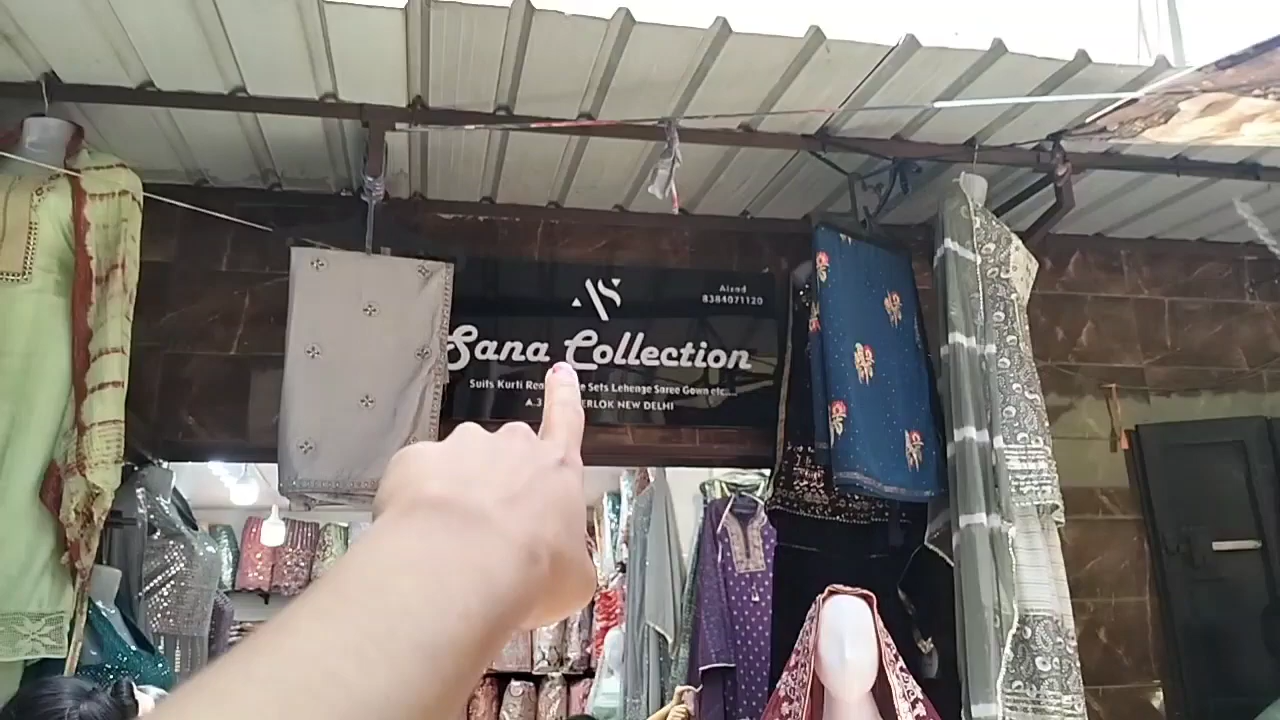 AS
8384071120
Sana Collection
Suits Kurti Sets Lehenge Saree Gown etc....
A.3 NEW DELHI